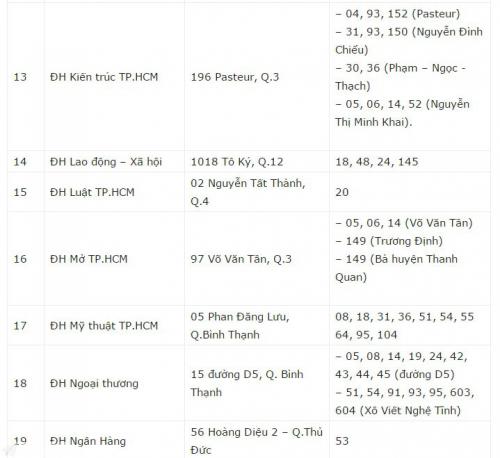 – 04, 93, 152 (Pasteur)
– 31, 93, 150 (Nguyễn Đình
Chiểu)
– 30, 36 (Phạm – Ngọc -
Thạch)
– 05, 06, 14, 52 (Nguyễn
Thị Minh Khai).
13 ĐH Kiến trúc TP.HCM 196 Pasteur, Q.3
14 ĐH Lao động – Xã hội 1018 Tô Ký, Q.12 18, 48, 24, 145
15 ĐH Luật TP.HCM 02 Nguyễn Tất Thành,
Q.4
20
16 ĐH Mở TP.HCM 97 Võ Văn Tần, Q.3
– 05, 06, 14 (Võ Văn Tần)
– 149 (Trương Định)
– 149 (Bà huyện Thanh
Quan)
17 ĐH Mỹ thuật TP.HCM 05 Phan Đăng Lưu,
Q.Bình Thạnh
08, 18, 31, 36, 51, 54, 55
64, 95, 104
18 ĐH Ngoại thương 15 đường D5, Q. Bình
Thạnh
– 05, 08, 14, 19, 24, 42,
43, 44, 45 (đường D5)
– 51, 54, 91, 93, 95, 603,
604 (Xô Viết Nghệ Tĩnh)
19 ĐH Ngân Hàng 56 Hoàng Diệu 2 – Q.Thủ
Đức
53